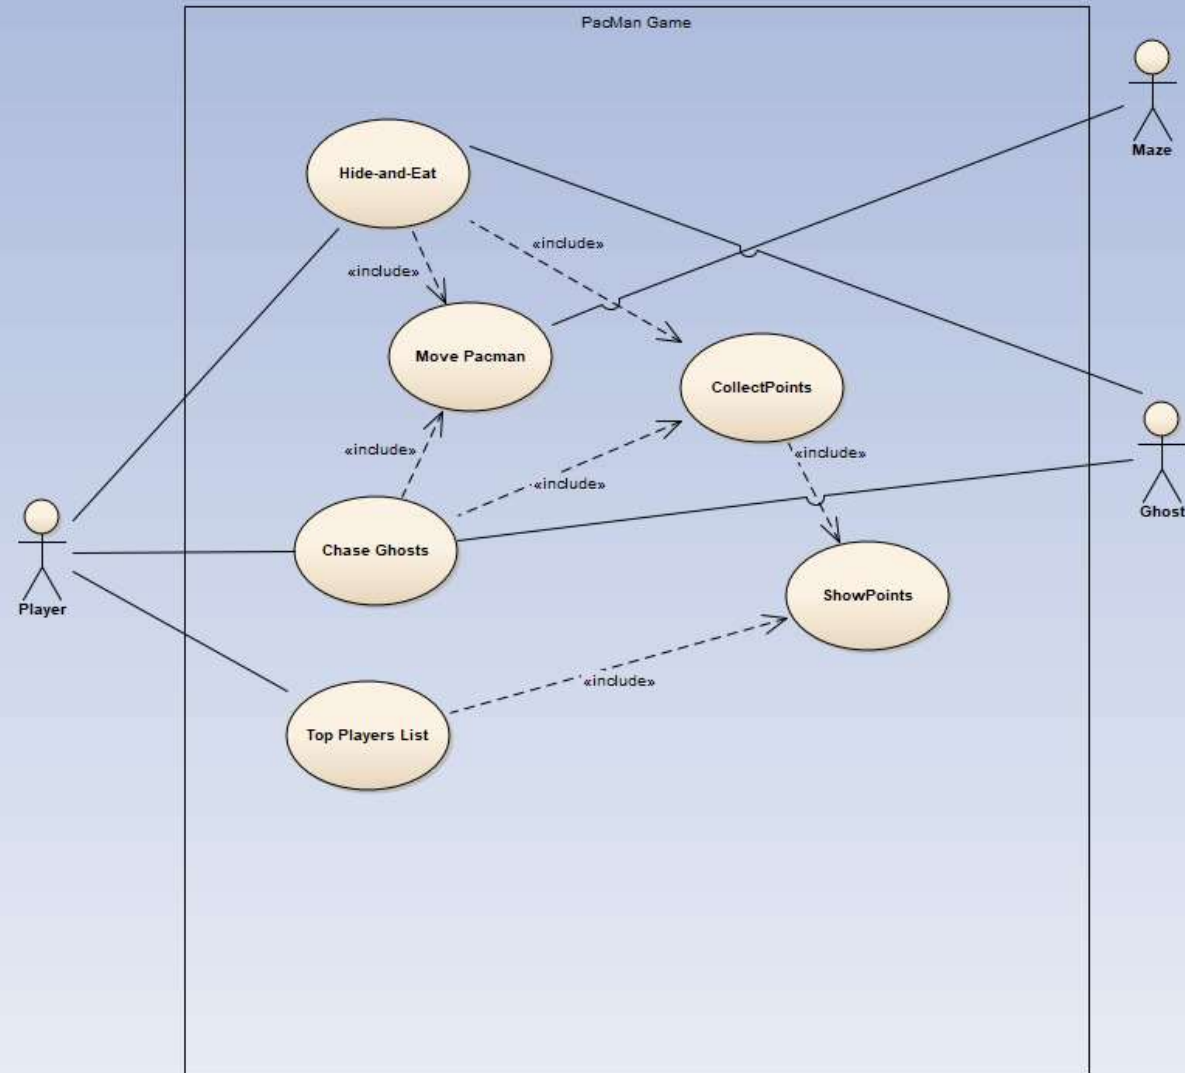 PacMan Game
Maze
Hide-and-Eat
«include»
«include»
Move Pacman
CollectPoints
«include»
«include»
«include»
Ghost
Chase Ghosts
ShowPoints
Player
«include»
Top Players List